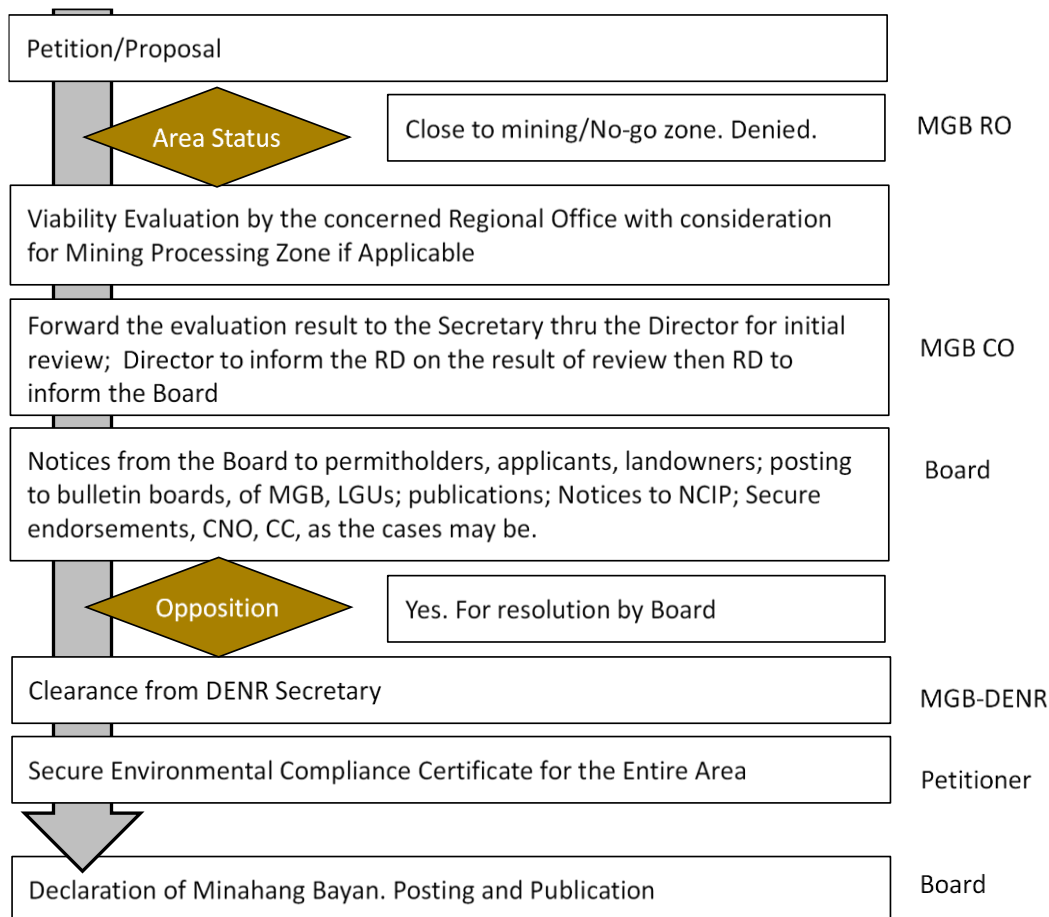 Petition/Proposal
Area Status
Close to mining/No-go zone. Denied.
MGB RO
Viability Evaluation by the concerned Regional Office with consideration
for Mining Processing Zone if Applicable
Forward the evaluation result to the Secretary thru the Director for initial
review;  Director to inform the RD on the result of review then RD to
inform the Board
MGB CO
Notices from the Board to permitholders, applicants, landowners; posting
to bulletin boards, of MGB, LGUs; publications; Notices to NCIP; Secure
endorsements, CNO, CC, as the cases may be.
Board
Opposition
Yes. For resolution by Board
Clearance from DENR Secretary
MGB-DENR
Secure Environmental Compliance Certificate for the Entire Area
Petitioner
Declaration of Minahang Bayan. Posting and Publication
Board